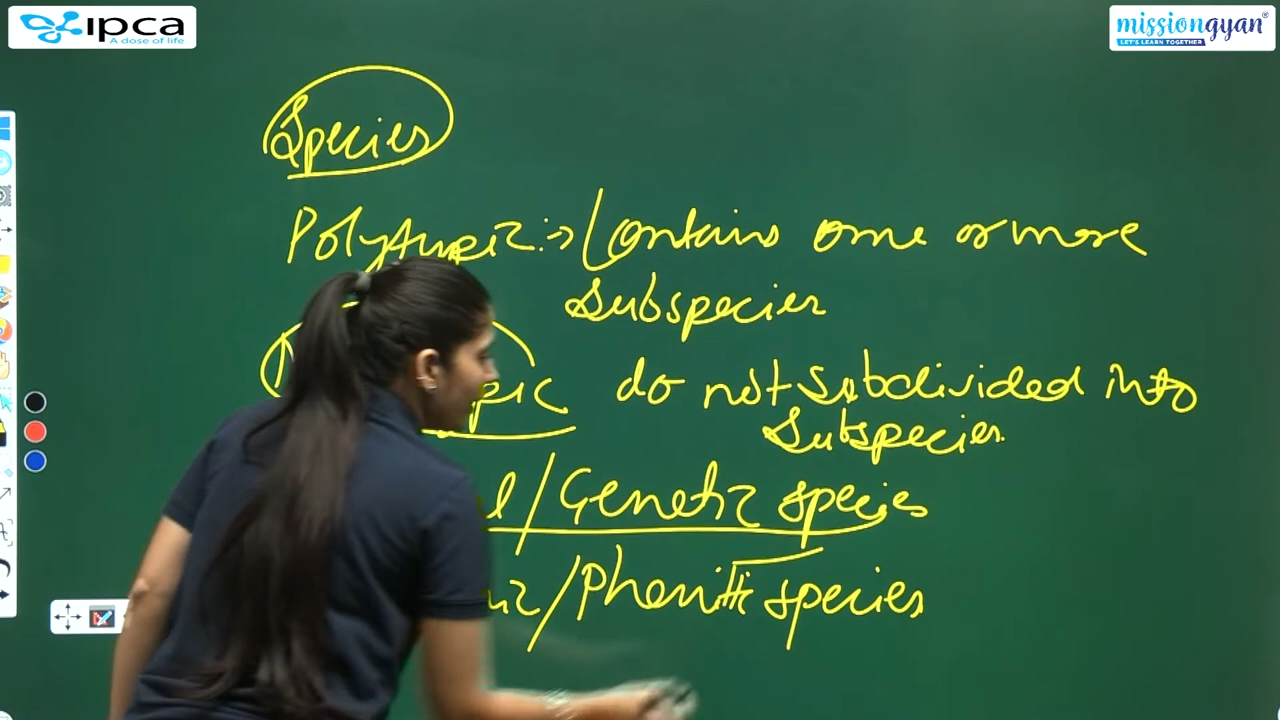 ipca
A dose of life
missiongyan®
LET'S LEARN TOGETHER
Species
Polytypic :→ Contains one or more
Subspecies
do not subdivided into
Subspecies.
/ Genetic species
/ Phenitic species